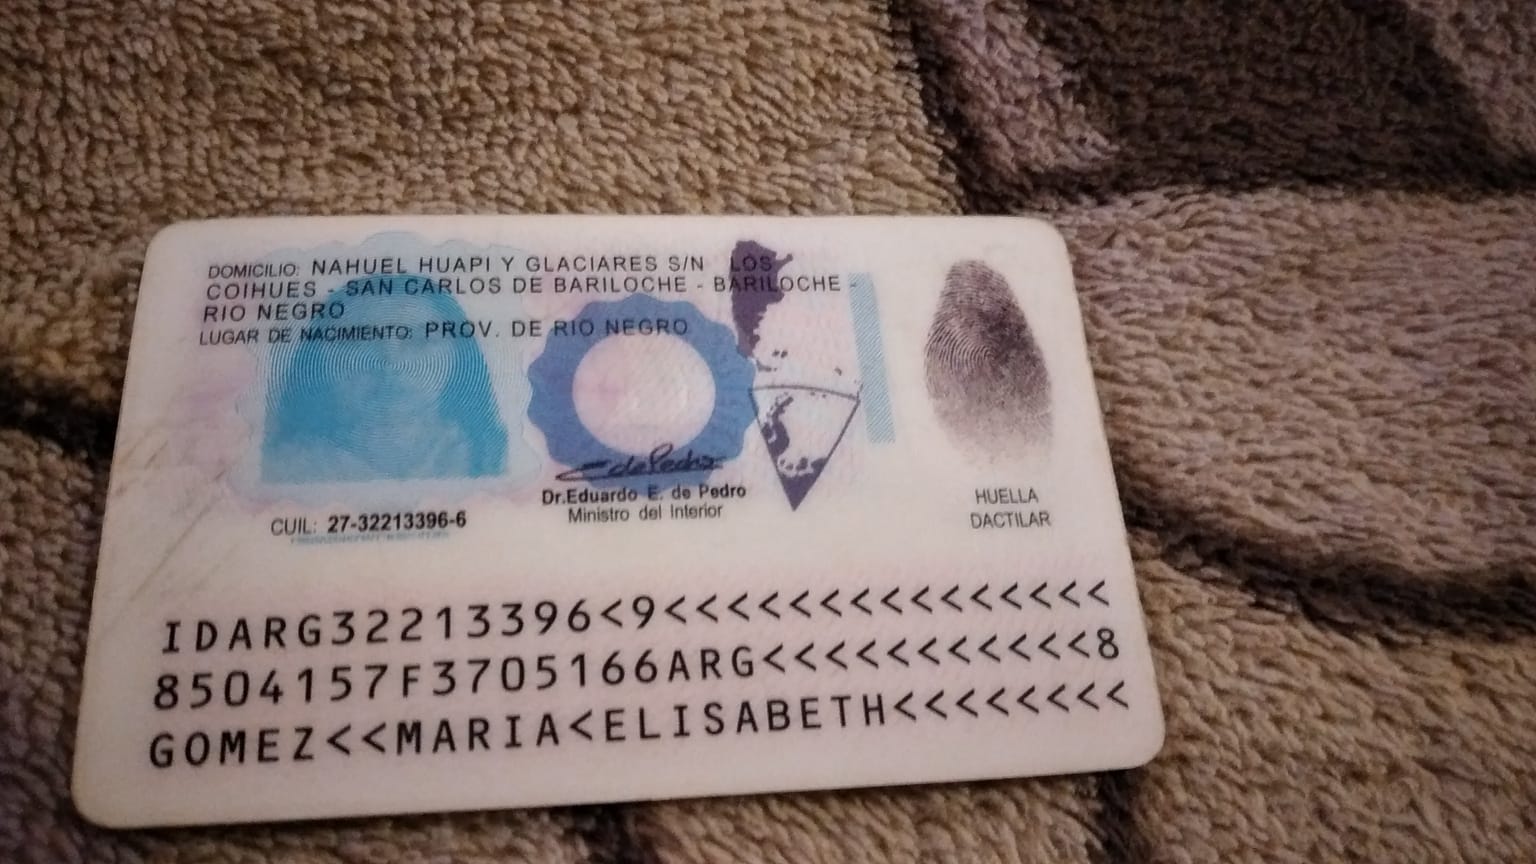 DOMICILIO: NAHUEL HUAPI Y GLACIARES S/N LOS
COIHUES - SAN CARLOS DE BARILOCHE - BARILOCHE -
RIO NEGRO
LUGAR DE NACIMIENTO: PROV. DE RIO NEGRO
CUIL: 27-32213396-6
Dr.Eduardo E. de Pedro
Ministro del Interior
HUELLA
DACTILAR
IDARG32213396<9<<<<<<<<<<<<<<<
8504157F3705166ARG<<<<<<<<<<<8
GOMEZ<<MARIA<ELISABETH<<<<<<<<